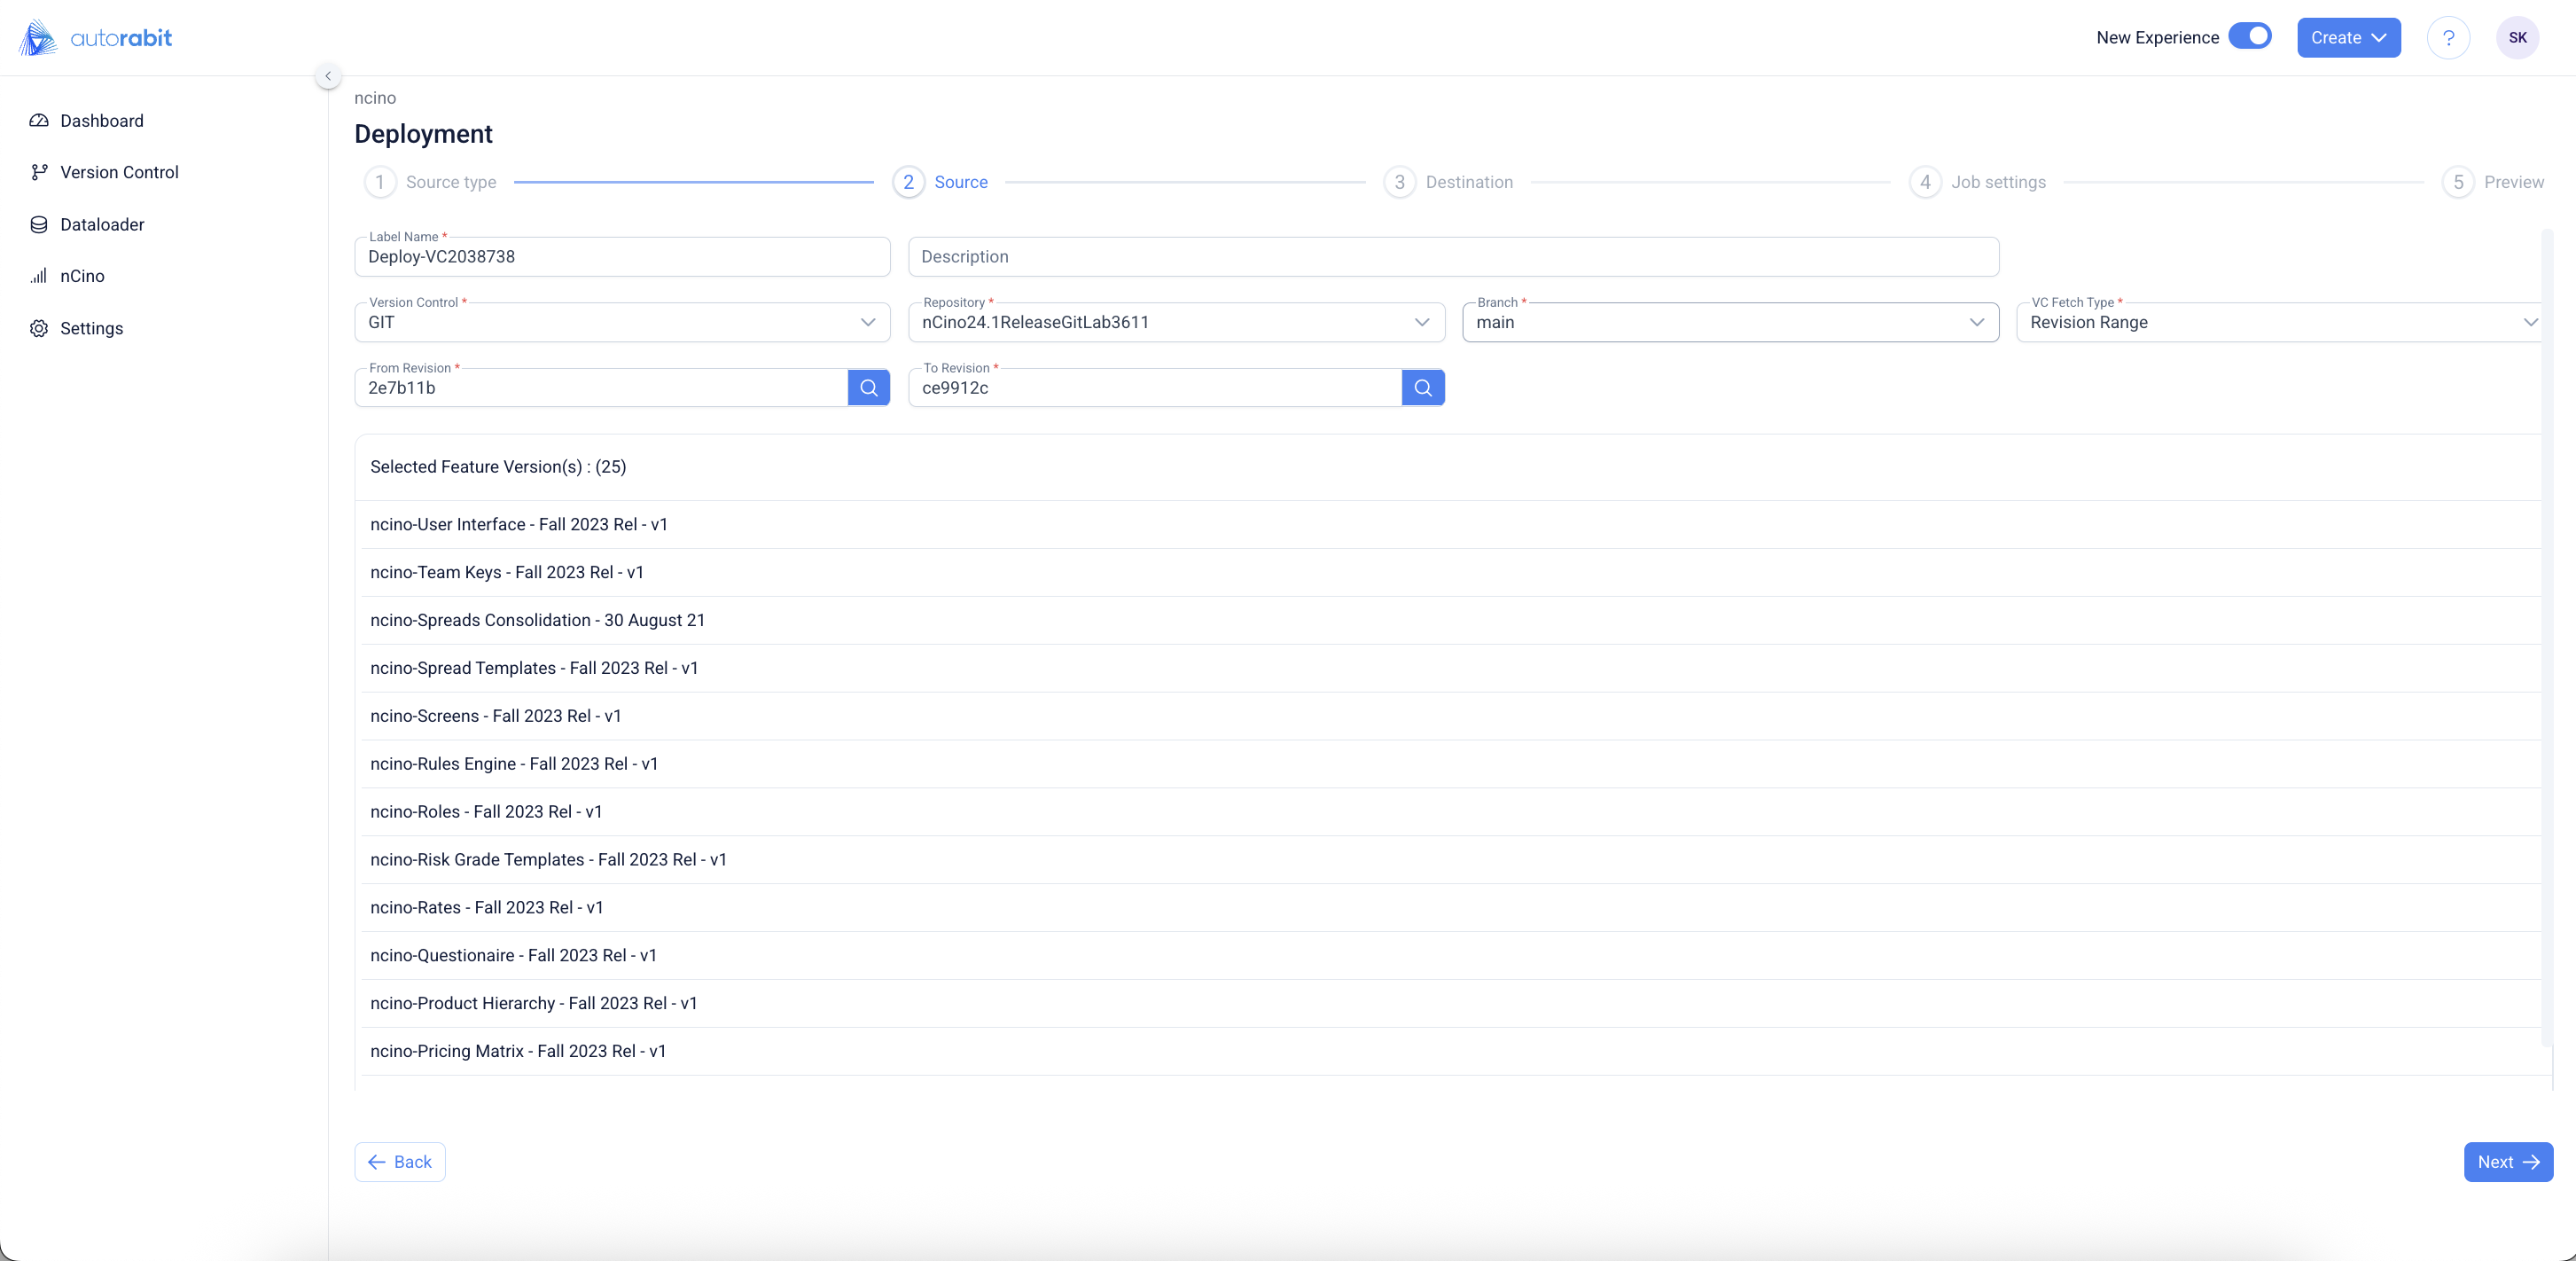 autorabit
New Experience
Create
?
SK
Dashboard
Version Control
Dataloader
nCino
Settings
ncino
Deployment
1 Source type
2 Source
3 Destination
4 Job settings
5 Preview
Label Name *
Deploy-VC2038738
Description
Version Control *
GIT
Repository *
nCino24.1ReleaseGitLab3611
Branch *
main
VC Fetch Type *
Revision Range
From Revision *
2e7b11b
To Revision *
ce9912c
Selected Feature Version(s) : (25)
ncino-User Interface - Fall 2023 Rel - v1
ncino-Team Keys - Fall 2023 Rel - v1
ncino-Spreads Consolidation - 30 August 21
ncino-Spread Templates - Fall 2023 Rel - v1
ncino-Screens - Fall 2023 Rel - v1
ncino-Rules Engine - Fall 2023 Rel - v1
ncino-Roles - Fall 2023 Rel - v1
ncino-Risk Grade Templates - Fall 2023 Rel - v1
ncino-Rates - Fall 2023 Rel - v1
ncino-Questionaire - Fall 2023 Rel - v1
ncino-Product Hierarchy - Fall 2023 Rel - v1
ncino-Pricing Matrix - Fall 2023 Rel - v1
Back
Next